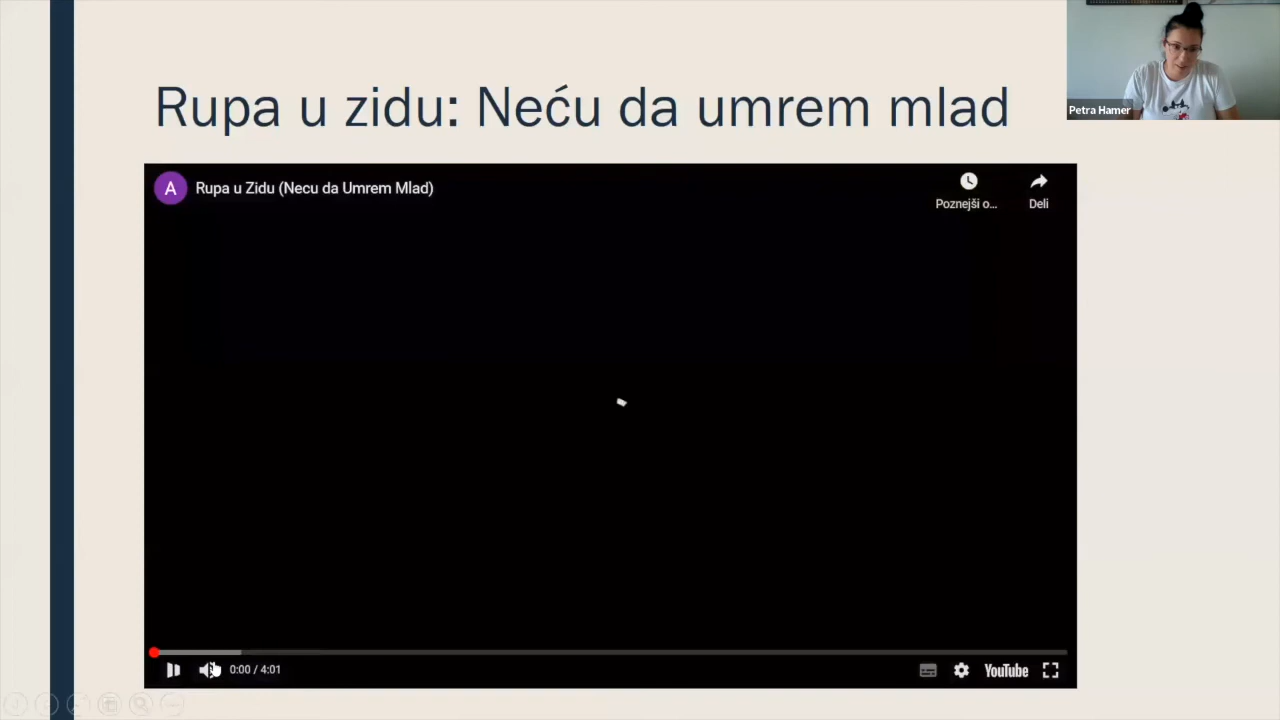 Rupa u zidu: Neću da umrem mlad
Petra Hamer
A
Rupa u Zidu (Necu da Umrem Mlad)
Poznejši o...
Deli
0:00 / 4:01
YouTube